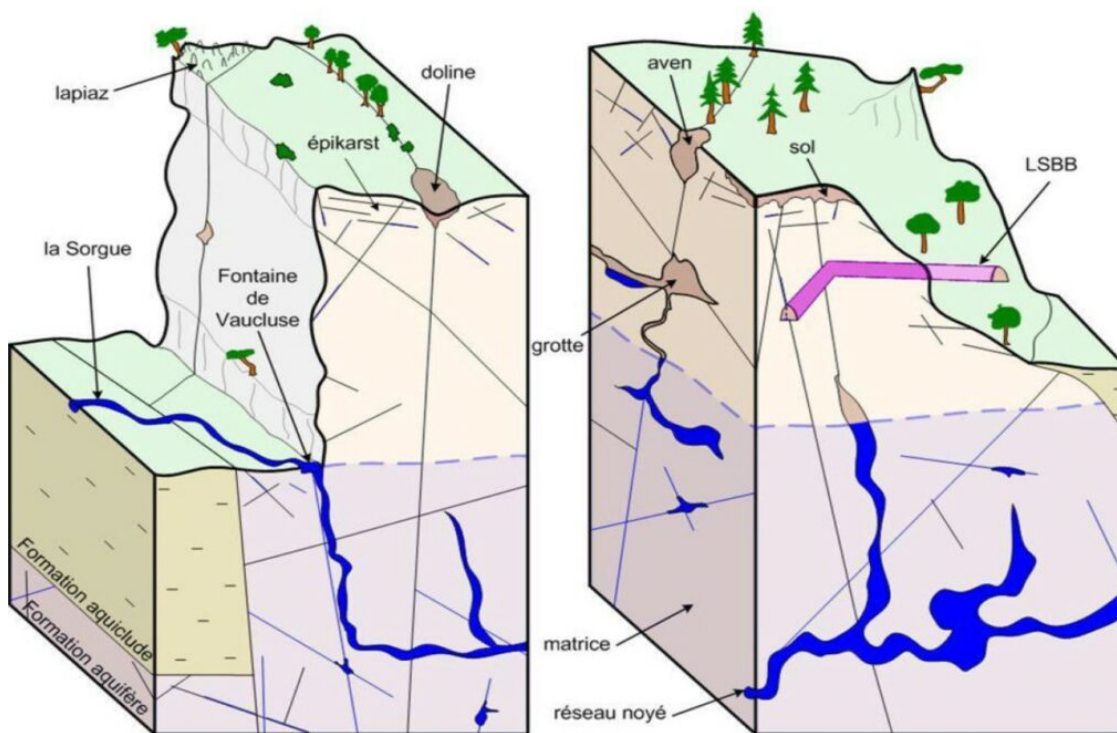 lapiaz
doline
épikarst
la Sorgue
Fontaine
de
Vaucluse
Formation aquiclude
Formation aquifère
aven
sol
LSBB
grotte
matrice
réseau noyé